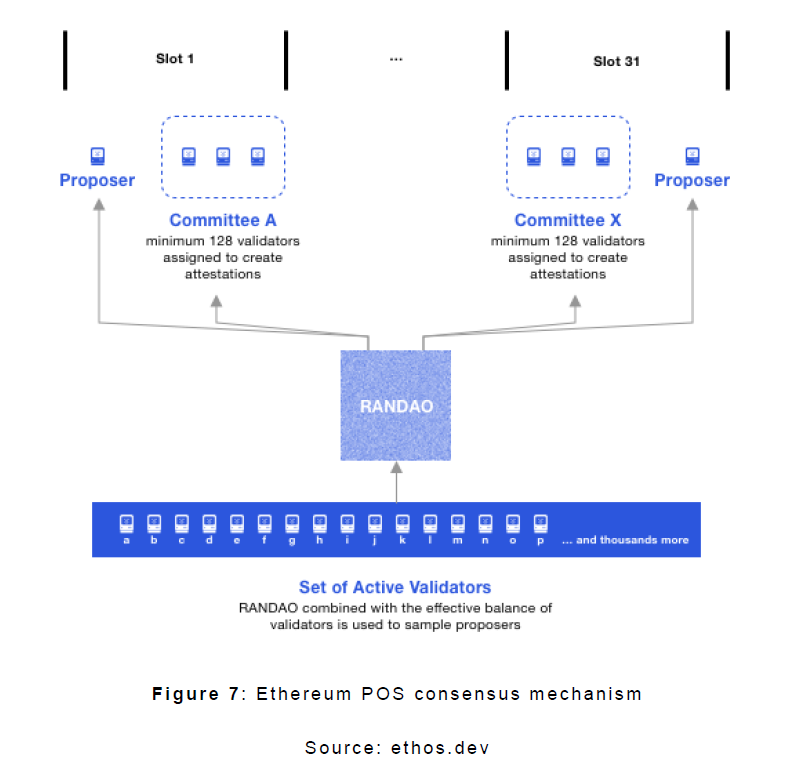 Slot 1
...
Slot 31
Proposer
Proposer
Committee A
minimum 128 validators
assigned to create
attestations
Committee X
minimum 128 validators
assigned to create
attestations
RANDAO
a b c d e f g h i j k l m n o p ... and thousands more
Set of Active Validators
RANDAO combined with the effective balance of
validators is used to sample proposers
Figure 7: Ethereum POS consensus mechanism
Source: ethos.dev